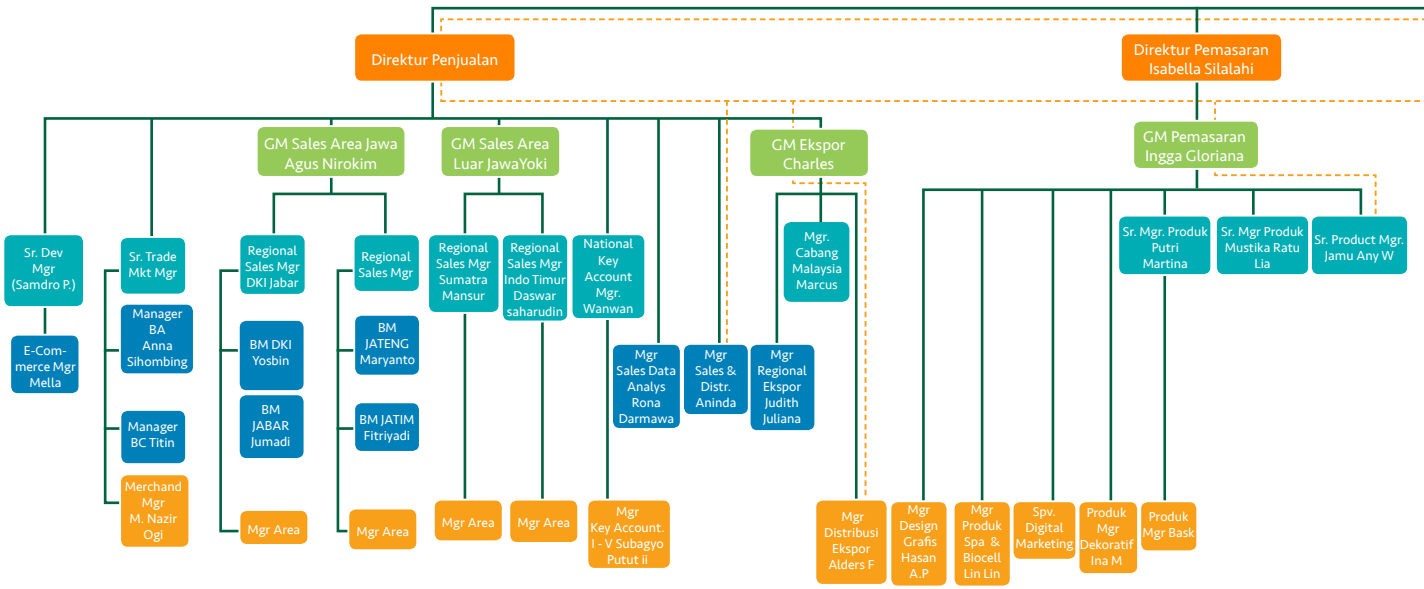 Direktur Penjualan
Direktur Pemasaran
Isabella Silalahi
GM Sales Area Jawa
Agus Nirokim
GM Sales Area
Luar JawaYoki
GM Ekspor
Charles
GM Pemasaran
Ingga Gloriana
Sr. Dev
Mgr
(Samdro P.)
Sr. Trade
Mkt Mgr
Regional
Sales Mgr
DKI Jabar
Regional
Sales Mgr
Regional
Sales Mgr
Sumatra
Mansur
Regional
Sales Mgr
Indo Timur
Daswar
saharudin
National
Key
Account
Mgr.
Wanwan
Mgr.
Cabang
Malaysia
Marcus
Sr. Mgr. Produk
Putri
Martina
Sr. Mgr Produk
Mustika Ratu
Lia
Sr. Product Mgr.
Jamu Any W
E-Com-
merce Mgr
Mella
Manager
BA
Anna
Sihombing
BM DKI
Yosbin
BM
JATENG
Maryanto
Mgr
Sales Data
Analys
Rona
Darmawa
Mgr
Sales &
Distr.
Aninda
Mgr
Regional
Ekspor
Judith
Juliana
Manager
BC Titin
BM
JABAR
Jumadi
BM JATIM
Fitriyadi
Merchand
Mgr
M. Nazir
Ogi
Mgr Area
Mgr Area
Mgr Area
Mgr Area
Mgr
Key Account.
I - V Subagyo
Putut ii
Mgr
Distribusi
Ekspor
Alders F
Mgr
Design
Grafis
Hasan
A.P
Mgr
Produk
Spa &
Biocell
Lin Lin
Spv.
Digital
Marketing
Produk
Mgr
Dekoratif
Ina M
Produk
Mgr Bask